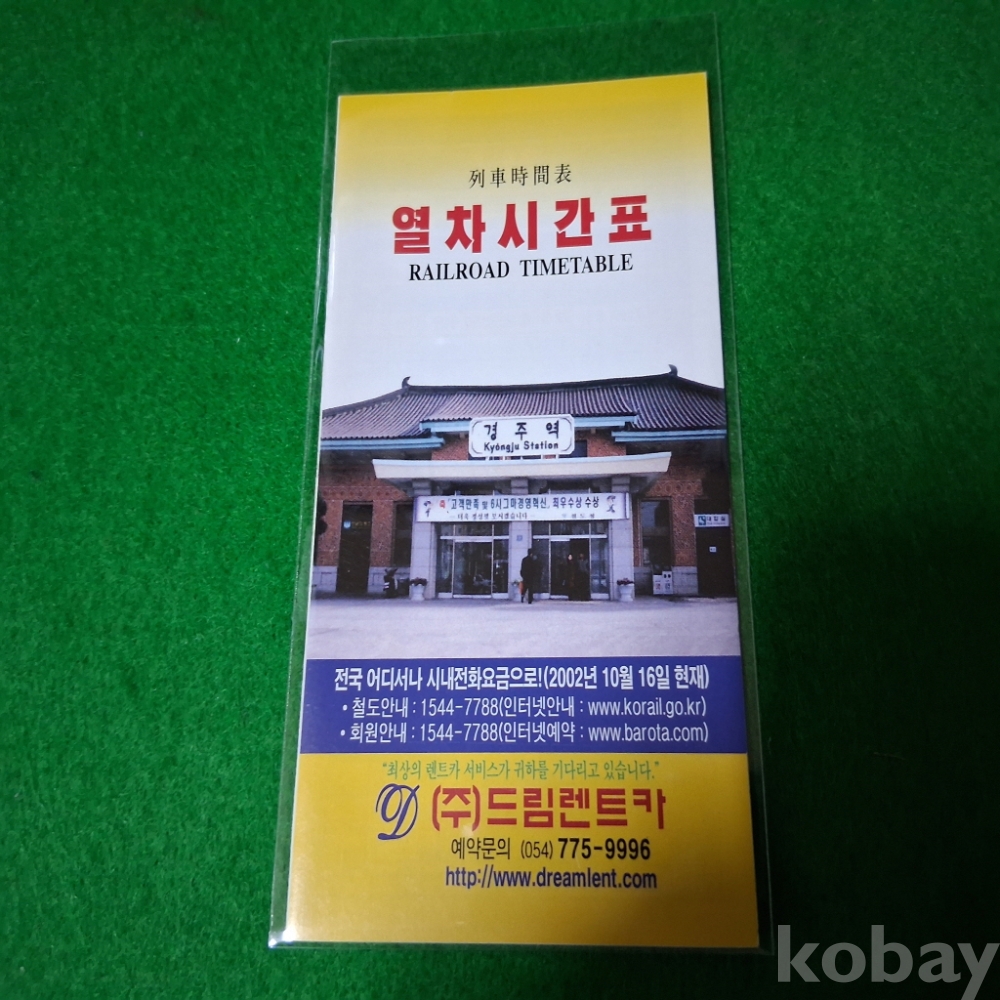 列車時間表
열차시간표
RAILROAD TIMETABLE
경주역
Kyŏngju Station
축 고객만족 및 6시그마경영혁신, 최우수상 수상
전국 어디서나 시내전화요금으로!(2002년 10월 16일 현재)
• 철도안내 : 1544-7788(인터넷안내 : www.korail.go.kr)
• 회원안내 : 1544-7788(인터넷예약 : www.barota.com)
"최상의 렌트카 서비스가 귀하를 기다리고 있습니다."
(주)드림렌트카
예약문의 (054) 775-9996
http://www.dreamlent.com
kobay